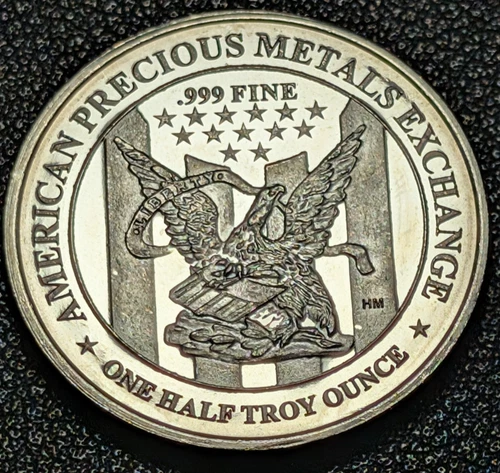 AMERICAN PRECIOUS METALS EXCHANGE
.999 FINE
LIBERTY
HM
★ ONE HALF TROY OUNCE ★